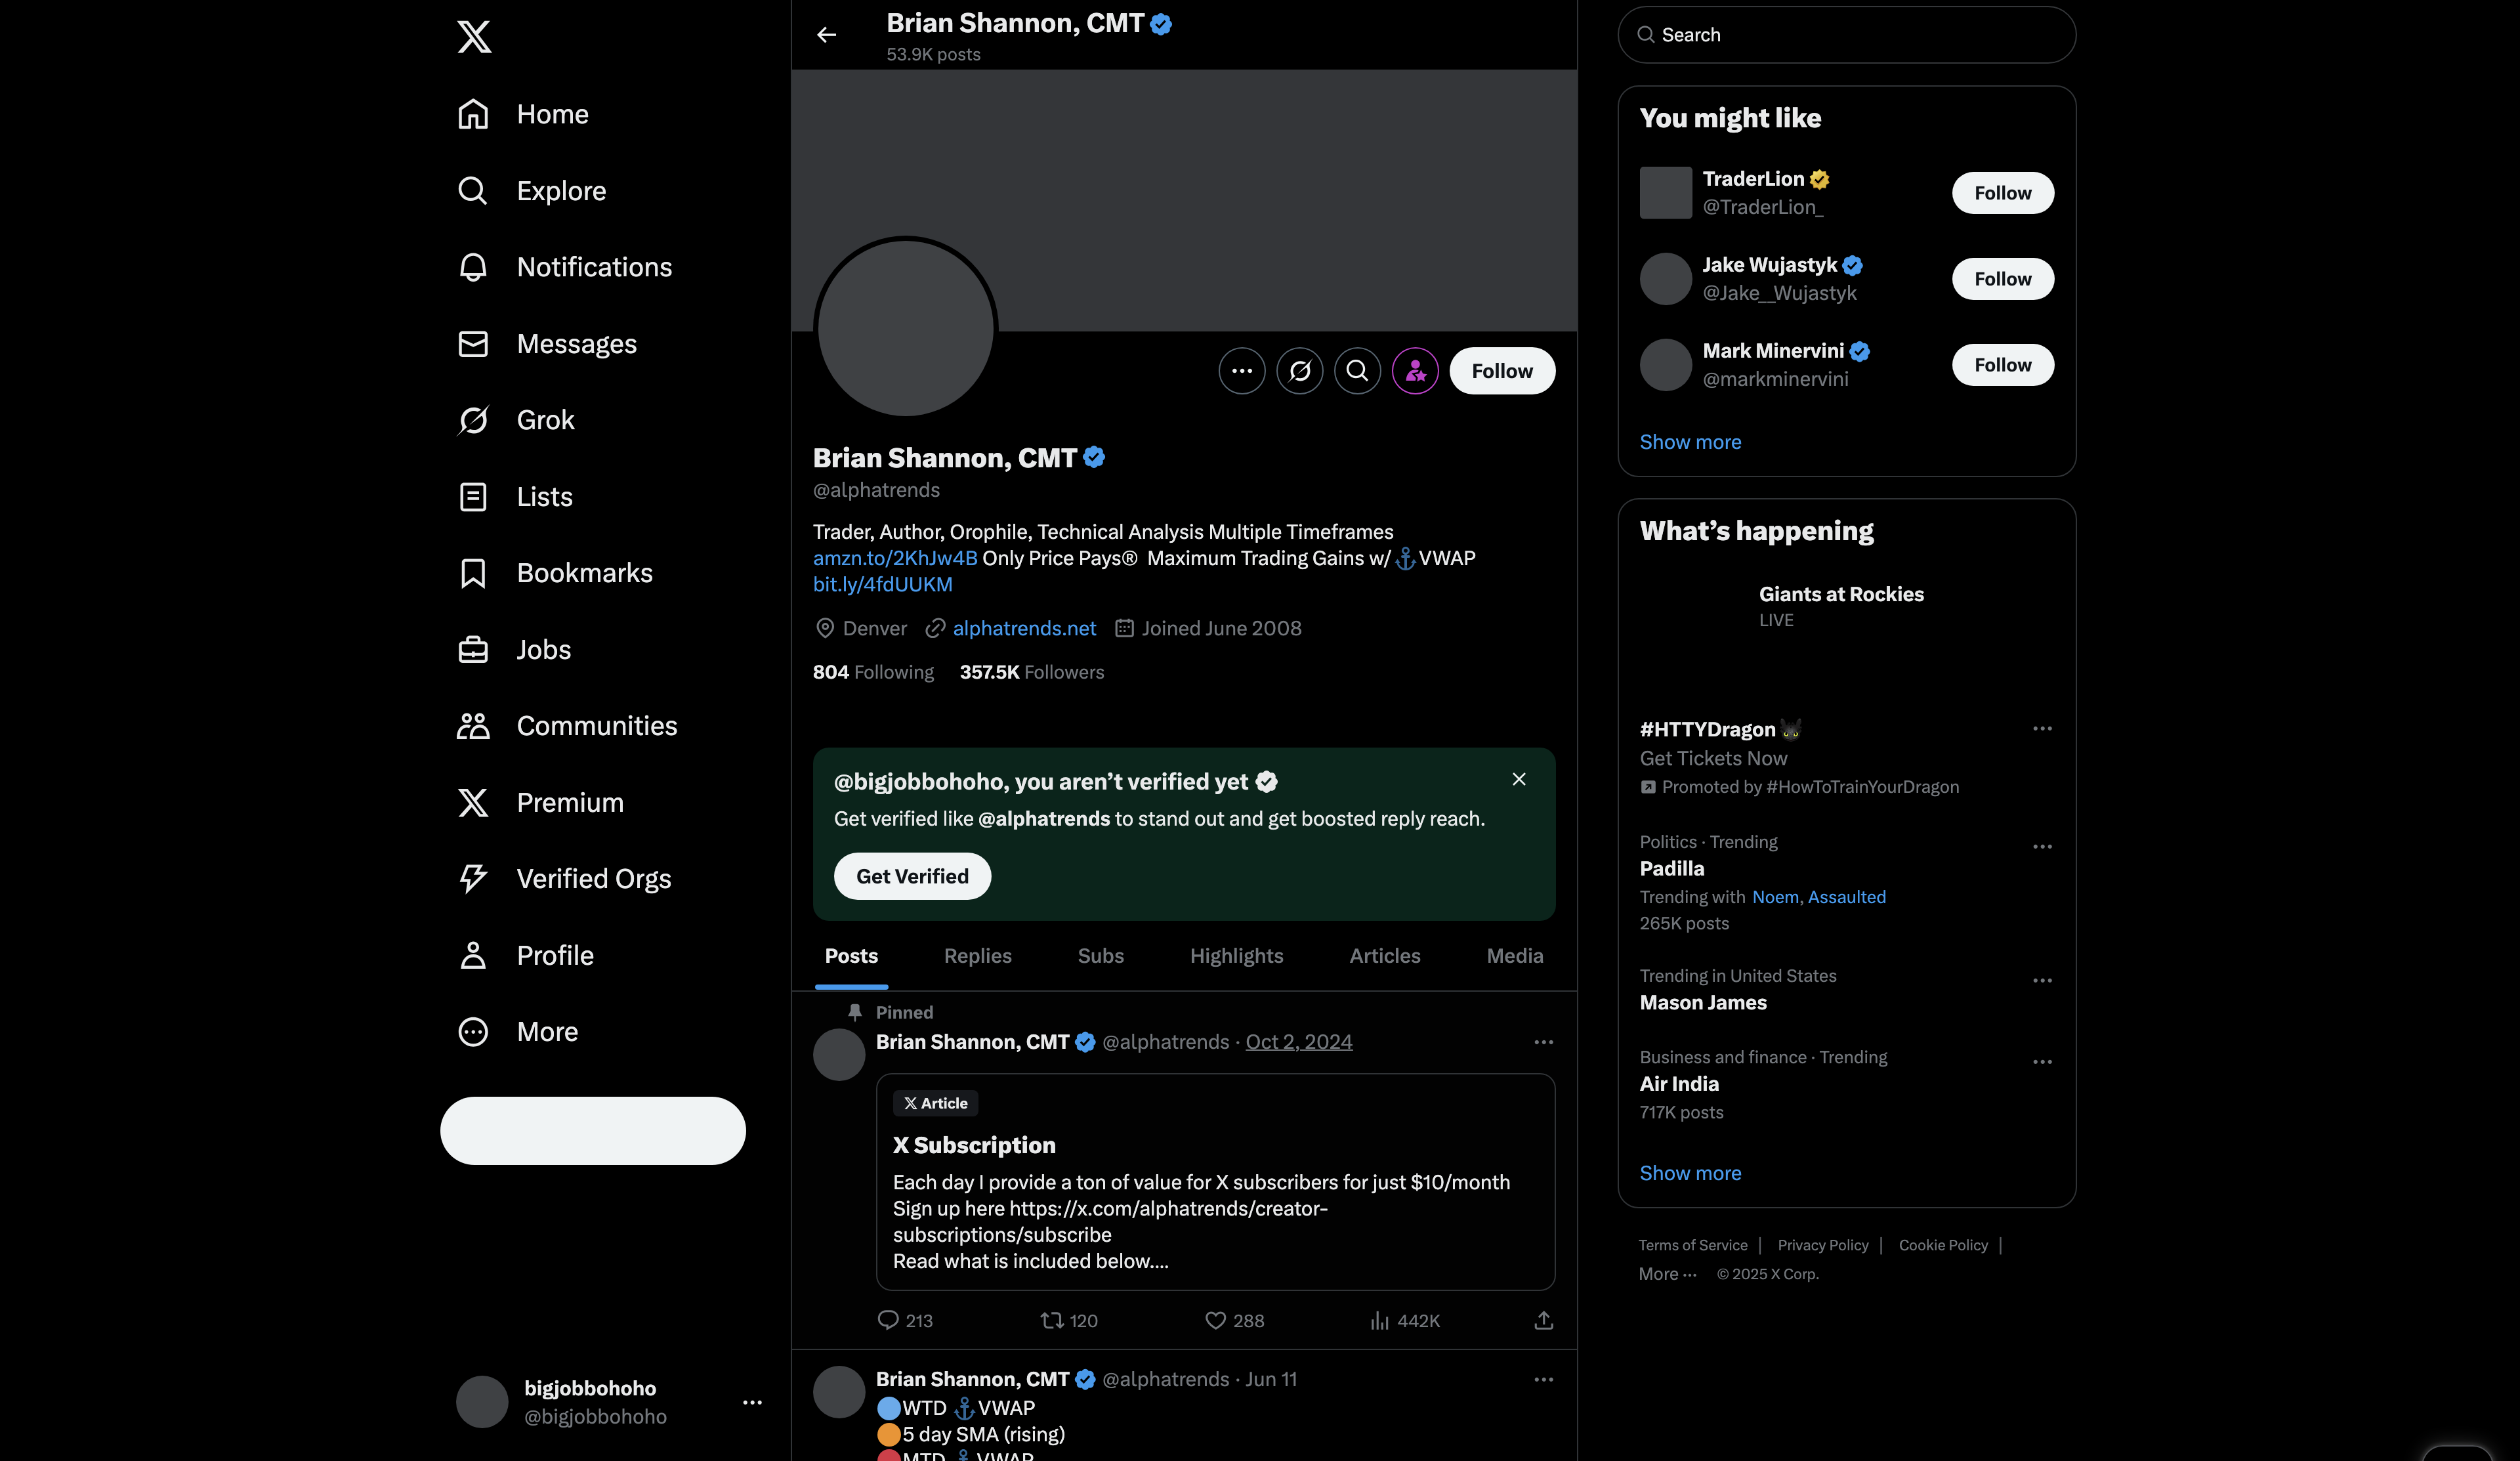 Home
Explore
Notifications
Messages
Grok
Lists
Bookmarks
Jobs
Communities
Premium
Verified Orgs
Profile
More
bigjobbohoho
@bigjobbohoho
Brian Shannon, CMT
53.9K posts
Follow
Brian Shannon, CMT
@alphatrends
Trader, Author, Orophile, Technical Analysis Multiple Timeframes
amzn.to/2KhJw4B Only Price Pays® Maximum Trading Gains w/⚓VWAP
bit.ly/4fdUUKM
Denver alphatrends.net Joined June 2008
804 Following 357.5K Followers
@bigjobbohoho, you aren’t verified yet
Get verified like @alphatrends to stand out and get boosted reply reach.
Get Verified
Posts Replies Subs Highlights Articles Media
Pinned
Brian Shannon, CMT @alphatrends · Oct 2, 2024
Article
X Subscription
Each day I provide a ton of value for X subscribers for just $10/month
Sign up here https://x.com/alphatrends/creator-
subscriptions/subscribe
Read what is included below....
213 120 288 442K
Brian Shannon, CMT @alphatrends · Jun 11
🔵WTD ⚓VWAP
🟠5 day SMA (rising)
🔴MTD ⚓VWAP
Search
You might like
TraderLion
@TraderLion_
Follow
Jake Wujastyk
@Jake__Wujastyk
Follow
Mark Minervini
@markminervini
Follow
Show more
What’s happening
Giants at Rockies
LIVE
#HTTYDragon
Get Tickets Now
Promoted by #HowToTrainYourDragon
Politics · Trending
Padilla
Trending with Noem, Assaulted
265K posts
Trending in United States
Mason James
Business and finance · Trending
Air India
717K posts
Show more
Terms of Service | Privacy Policy | Cookie Policy |
More ··· © 2025 X Corp.